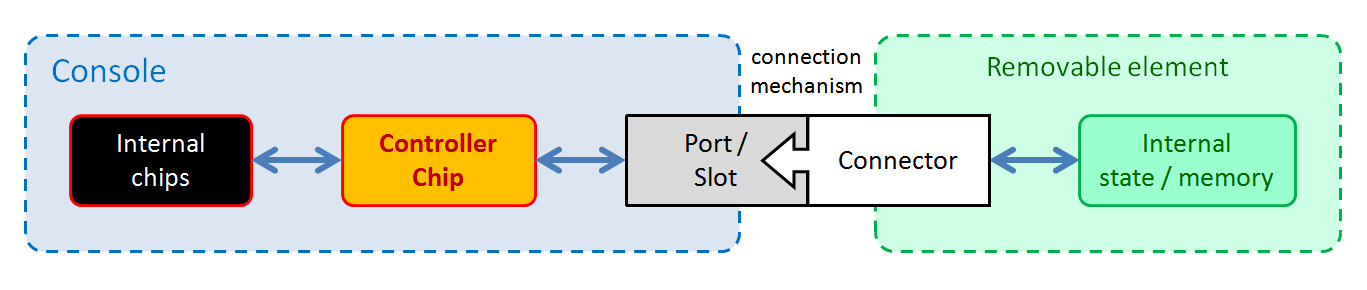 Console
connection
mechanism
Removable element
Internal
chips
Controller
Chip
Port /
Slot
Connector
Internal
state / memory